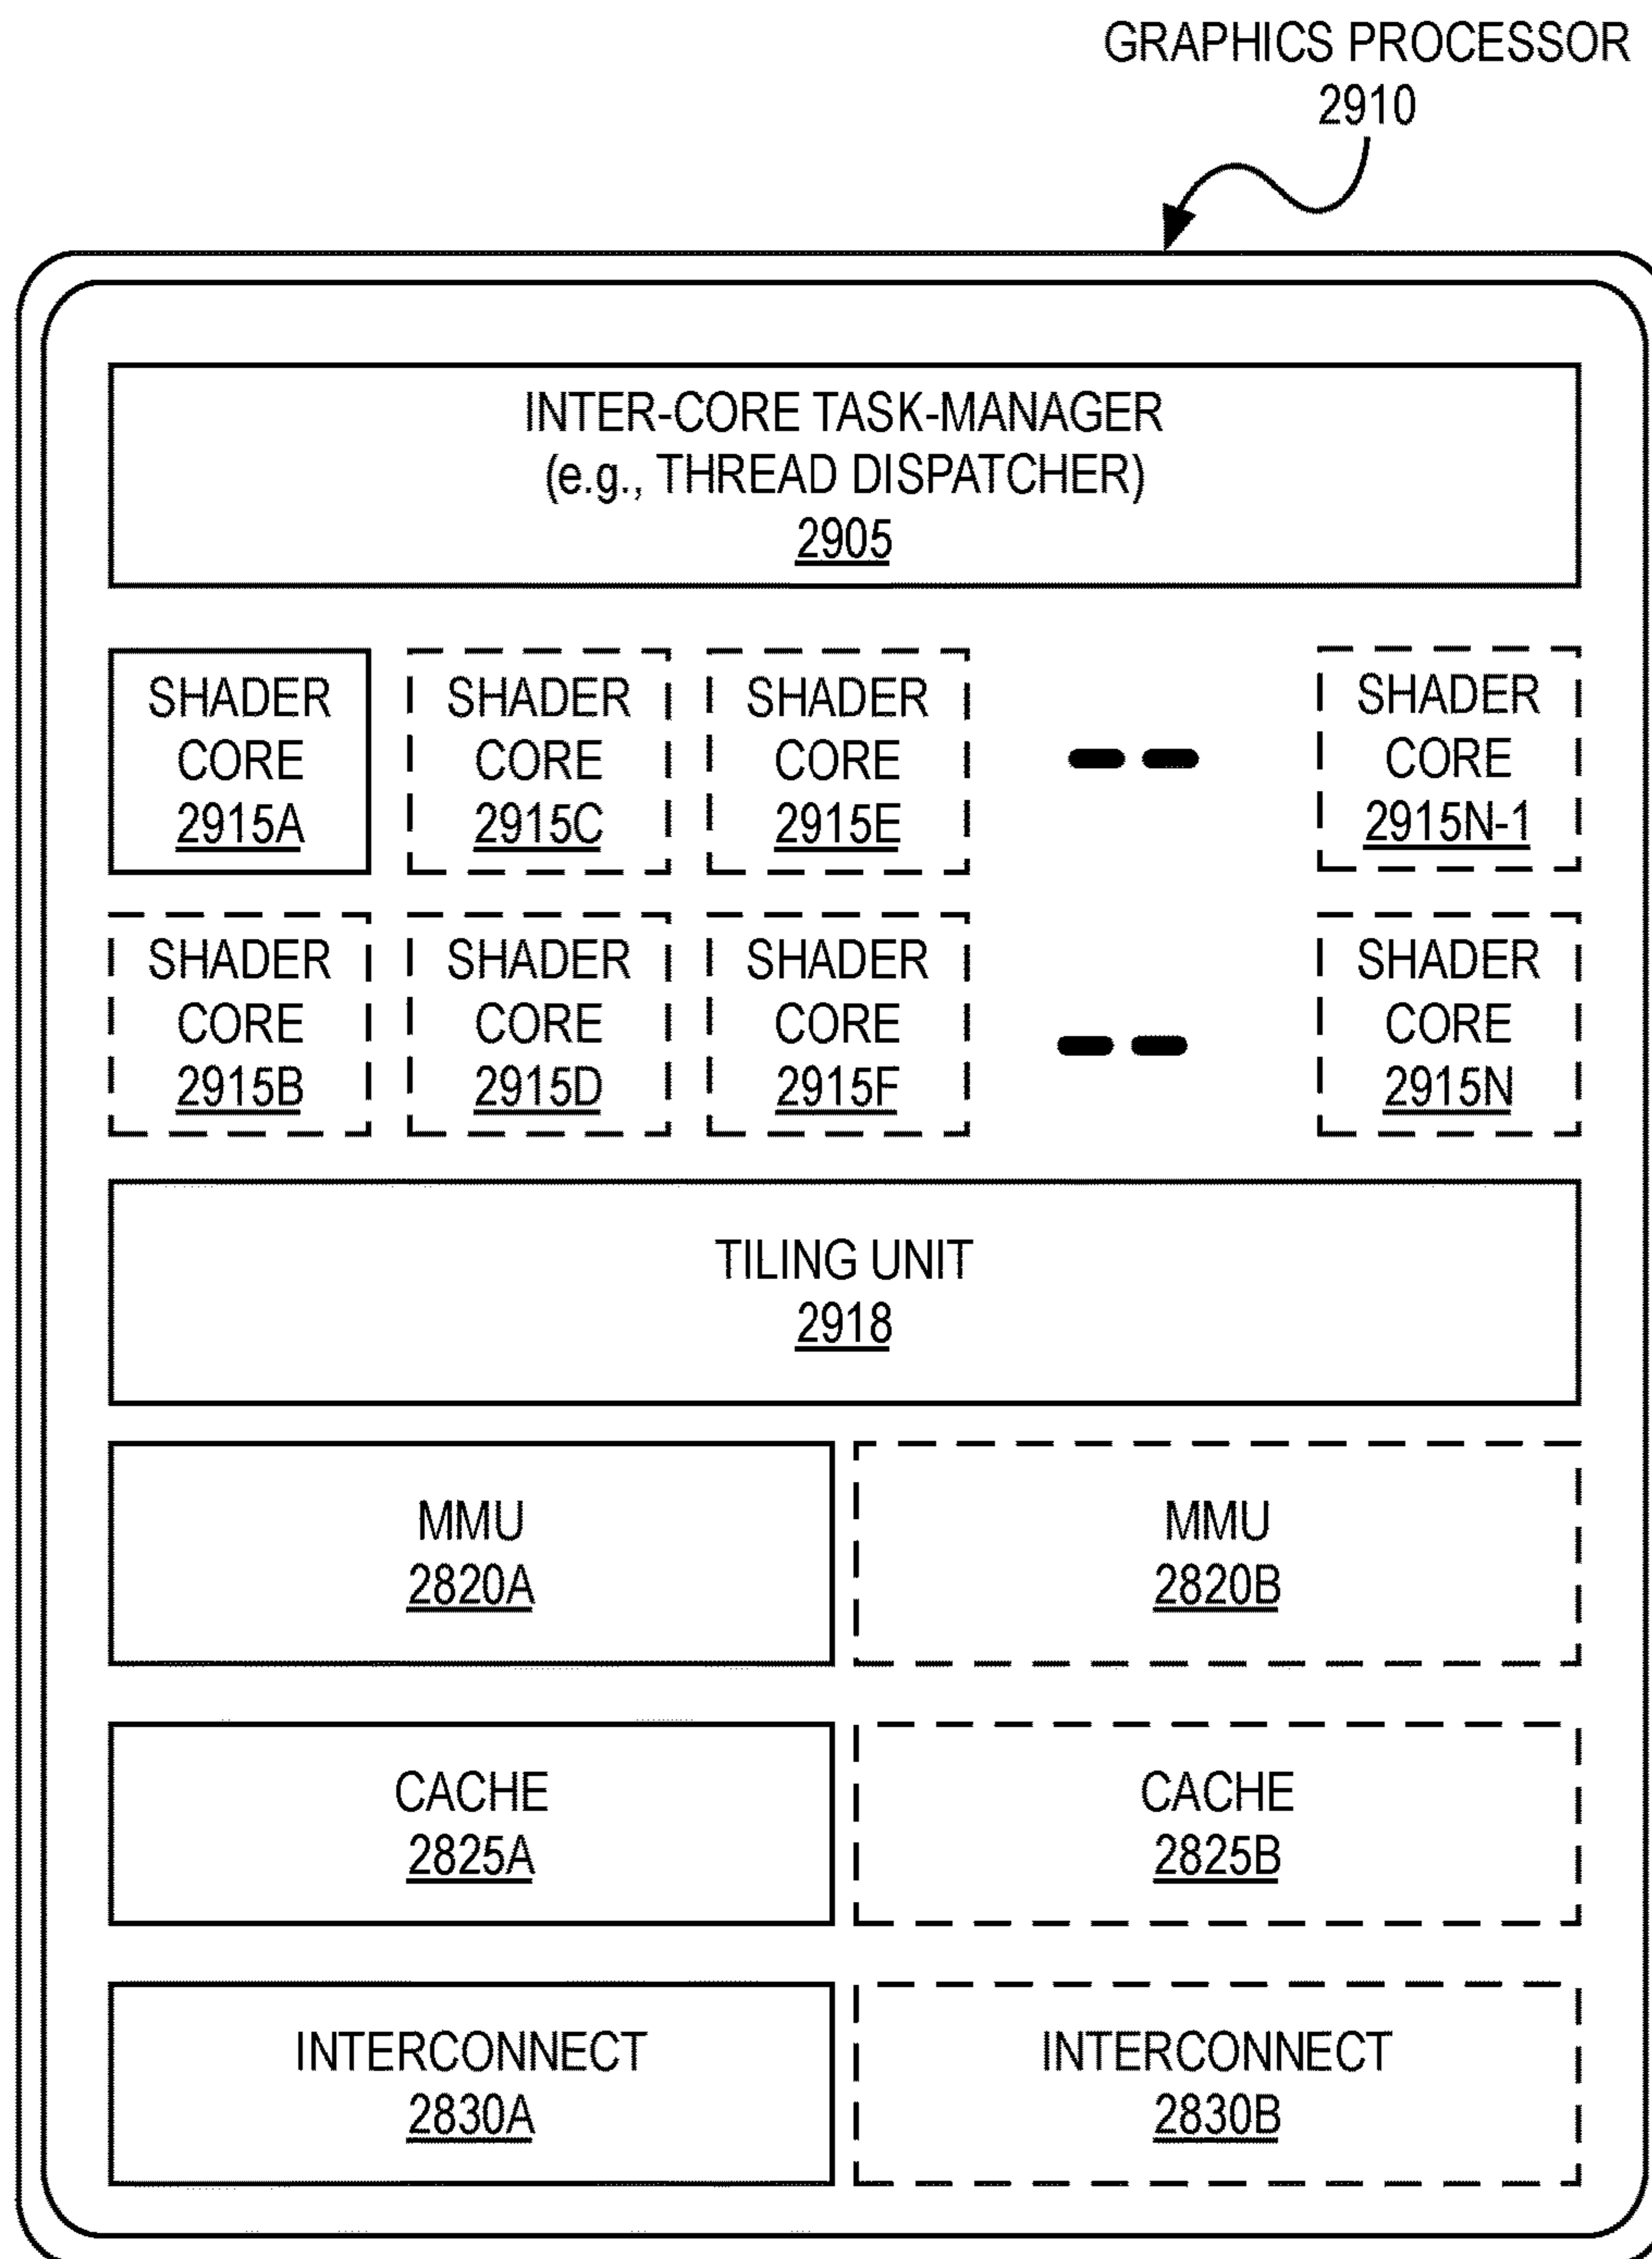 GRAPHICS PROCESSOR
2910
INTER-CORE TASK-MANAGER
(e.g., THREAD DISPATCHER)
2905
SHADER
CORE
2915A
SHADER
CORE
2915C
SHADER
CORE
2915E
SHADER
CORE
2915N-1
SHADER
CORE
2915B
SHADER
CORE
2915D
SHADER
CORE
2915F
SHADER
CORE
2915N
TILING UNIT
2918
MMU
2820A
MMU
2820B
CACHE
2825A
CACHE
2825B
INTERCONNECT
2830A
INTERCONNECT
2830B